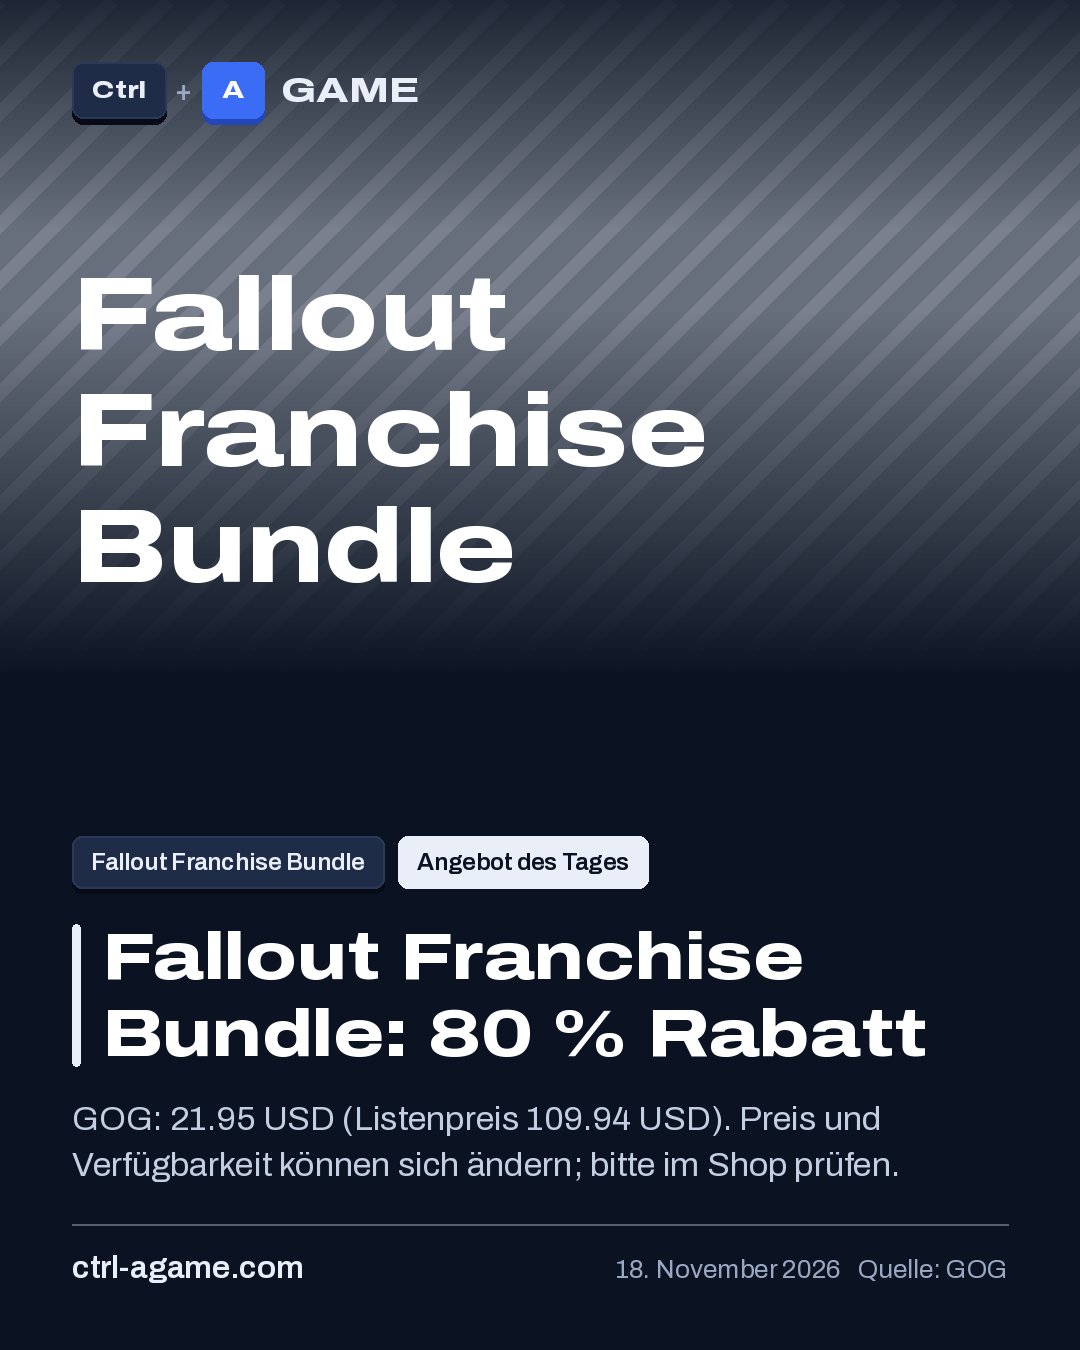 Ctrl + A GAME
Fallout
Franchise
Bundle
Fallout Franchise Bundle Angebot des Tages
Fallout Franchise
Bundle: 80 % Rabatt
GOG: 21.95 USD (Listenpreis 109.94 USD). Preis und
Verfügbarkeit können sich ändern; bitte im Shop prüfen.
ctrl-agame.com 18. November 2026 Quelle: GOG